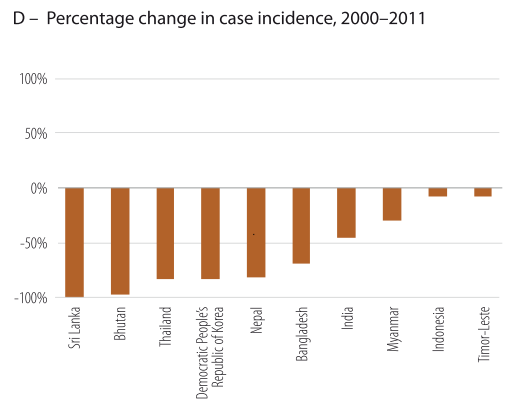 D – Percentage change in case incidence, 2000–2011
100%
50%
0%
-50%
-100%
Sri Lanka
Bhutan
Thailand
Democratic People's
Republic of Korea
Nepal
Bangladesh
India
Myanmar
Indonesia
Timor-Leste